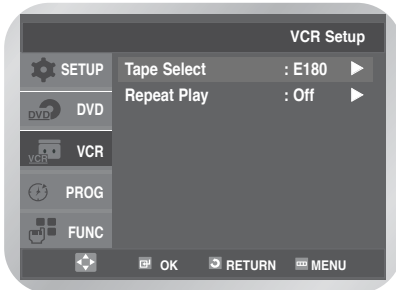 VCR Setup
SETUP
DVD DVD
VCR VCR
PROG
FUNC
Tape Select : E180
Repeat Play : Off
OK RETURN MENU